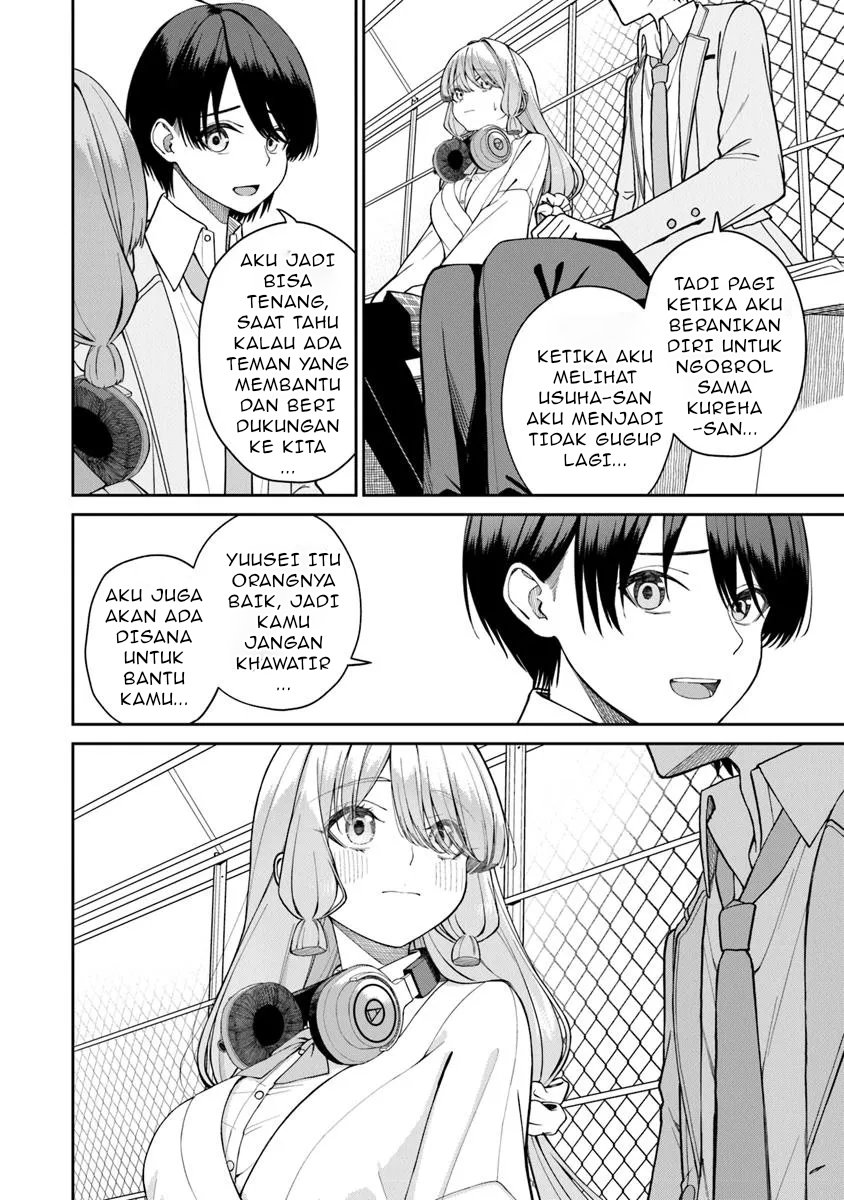 TADI PAGI
KETIKA AKU
BERANIKAN
DIRI UNTUK
NGOBROL
SAMA
KUREHA
-SAN...
KETIKA AKU
MELIHAT
USUHA-SAN
AKU MENJADI
TIDAK GUGUP
LAGI...
AKU JADI
BISA
TENANG,
SAAT TAHU
KALAU ADA
TEMAN YANG
MEMBANTU
DAN BERI
DUKUNGAN
KE KITA
...
YUUSEI ITU
ORANGNYA
BAIK, JADI
KAMU
JANGAN
KHAWATIR
...
AKU JUGA
AKAN ADA
DISANA
UNTUK
BANTU
KAMU...